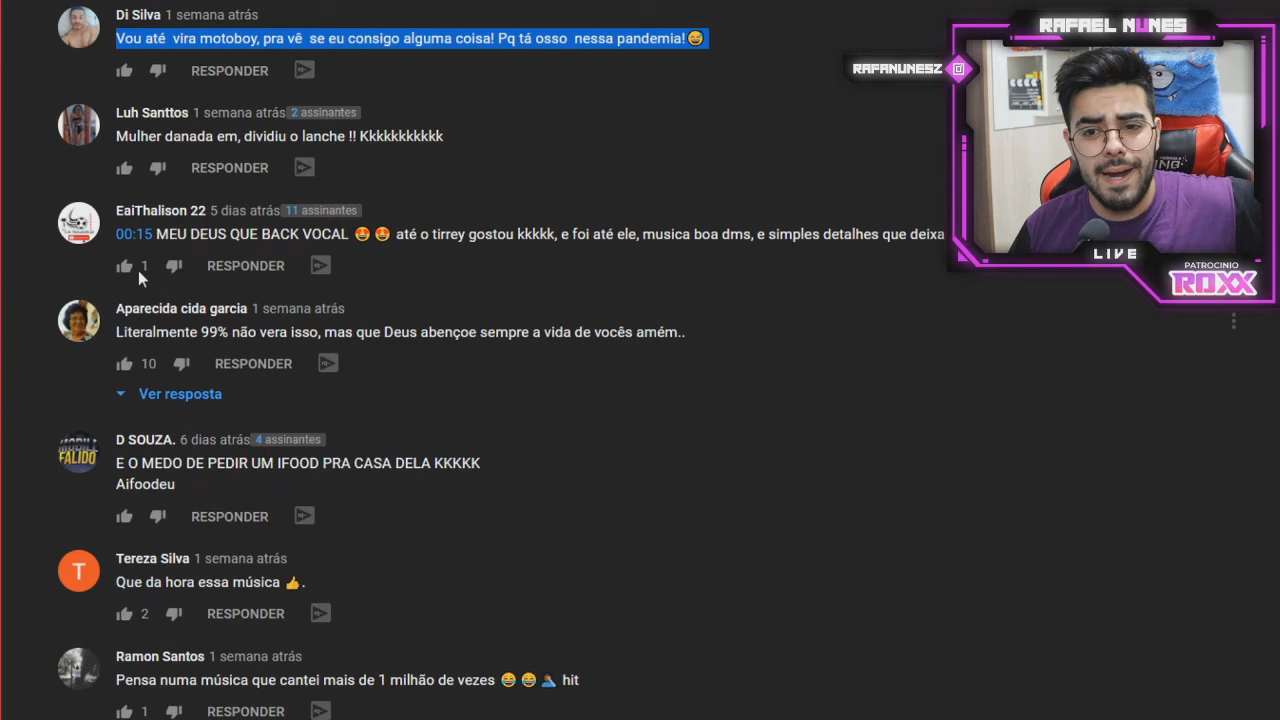 Di Silva 1 semana atrás
Vou até vira motoboy, pra vê se eu consigo alguma coisa! Pq tá osso nessa pandemia!😅
RESPONDER
Luh Santtos 1 semana atrás 2 assinantes
Mulher danada em, dividiu o lanche !! Kkkkkkkkkkk
RESPONDER
EaiThalison 22 5 dias atrás 11 assinantes
00:15 MEU DEUS QUE BACK VOCAL 🤩 🤩 até o tirrey gostou kkkkk, e foi até ele, musica boa dms, e simples detalhes que deixa
1 RESPONDER
Aparecida cida garcia 1 semana atrás
Literalmente 99% não vera isso, mas que Deus abençoe sempre a vida de vocês amém..
10 RESPONDER
Ver resposta
MOBILE
FALIDO
D SOUZA. 6 dias atrás 4 assinantes
E O MEDO DE PEDIR UM IFOOD PRA CASA DELA KKKKK
Aifoodeu
RESPONDER
T
Tereza Silva 1 semana atrás
Que da hora essa música 👍.
2 RESPONDER
Ramon Santos 1 semana atrás
Pensa numa música que cantei mais de 1 milhão de vezes 😂 😂 🤦🏾‍♂️ hit
1 RESPONDER
RAFAEL NUNES
RAFANUNESZ
LIVE
PATROCINIO
ROXX